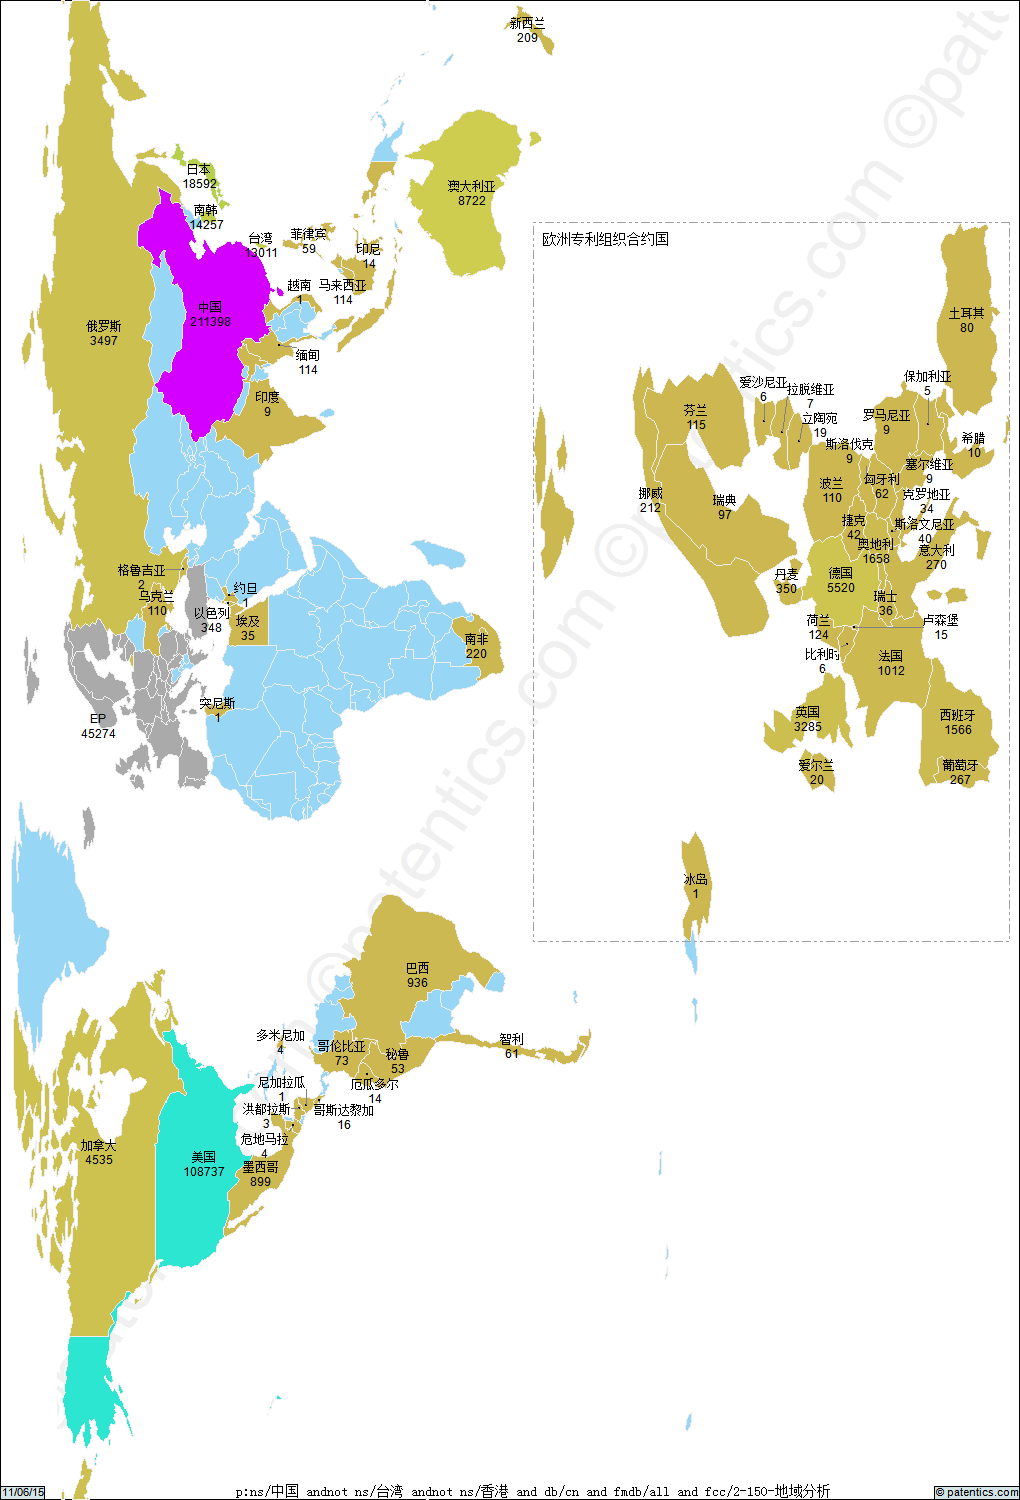 新西兰
209
日本
18592
澳大利亚
8722
南韩
14257
台湾
13011
菲律宾
59
印尼
14
欧洲专利组织合约国
越南
1
马来西亚
114
中国
211398
俄罗斯
3497
缅甸
114
印度
9
土耳其
80
爱沙尼亚
6
拉脱维亚
7
立陶宛
19
保加利亚
5
芬兰
115
罗马尼亚
9
希腊
10
斯洛伐克
9
塞尔维亚
9
波兰
110
匈牙利
62
克罗地亚
34
挪威
212
瑞典
97
捷克
42
斯洛文尼亚
40
奥地利
1658
意大利
270
格鲁吉亚
2
乌克兰
110
约旦
1
以色列
348
埃及
35
南非
220
丹麦
350
德国
5520
瑞士
36
荷兰
124
卢森堡
15
比利时
6
法国
1012
突尼斯
1
EP
45274
英国
3285
西班牙
1566
爱尔兰
20
葡萄牙
267
冰岛
1
巴西
936
多米尼加
4
哥伦比亚
73
秘鲁
53
智利
61
尼加拉瓜
1
厄瓜多尔
14
洪都拉斯
3
哥斯达黎加
16
危地马拉
4
墨西哥
899
加拿大
4535
美国
108737
©patentics.com ©patentics.com ©pate
11/06/15
p:ns/中国 andnot ns/台湾 andnot ns/香港 and db/cn and fmdb/all and fcc/2-150-地域分析
© patentics.com